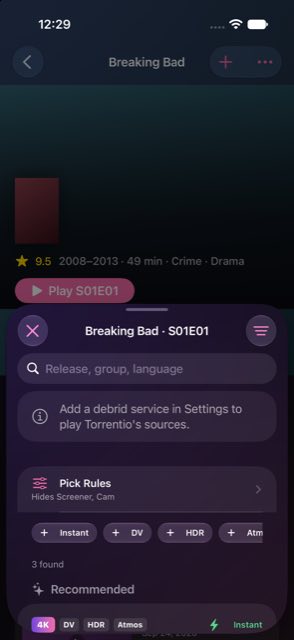 12:29
Breaking Bad
9.5 2008–2013 · 49 min · Crime · Drama
Play S01E01
Breaking Bad · S01E01
Release, group, language
Add a debrid service in Settings to
play Torrentio's sources.
Pick Rules
Hides Screener, Cam
+ Instant + DV + HDR + Atm
3 found
Recommended
4K DV HDR Atmos Instant